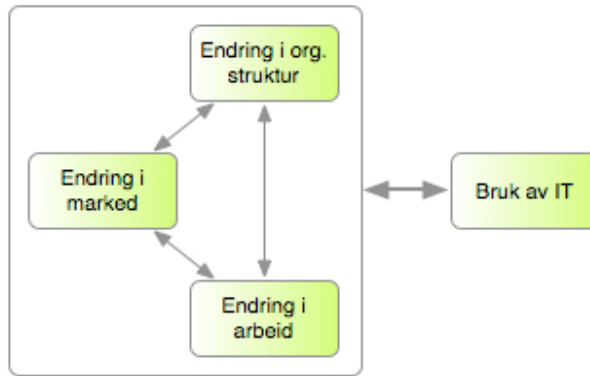 Endring i org.
struktur
Endring i
marked
Bruk av IT
Endring i
arbeid